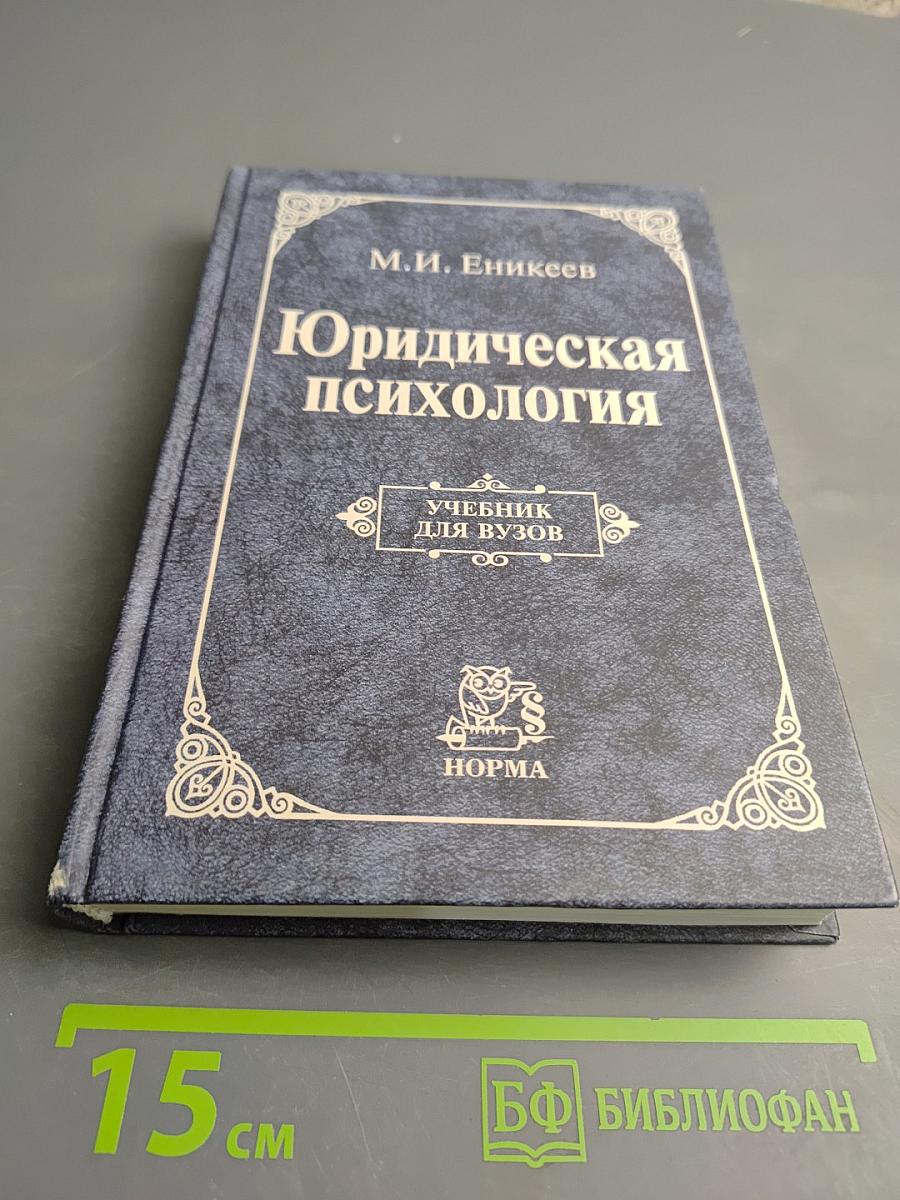 М.И. Еникеев
Юридическая
психология
УЧЕБНИК
ДЛЯ ВУЗОВ
§
НОРМА
15 см
БФ БИБЛИОФАН